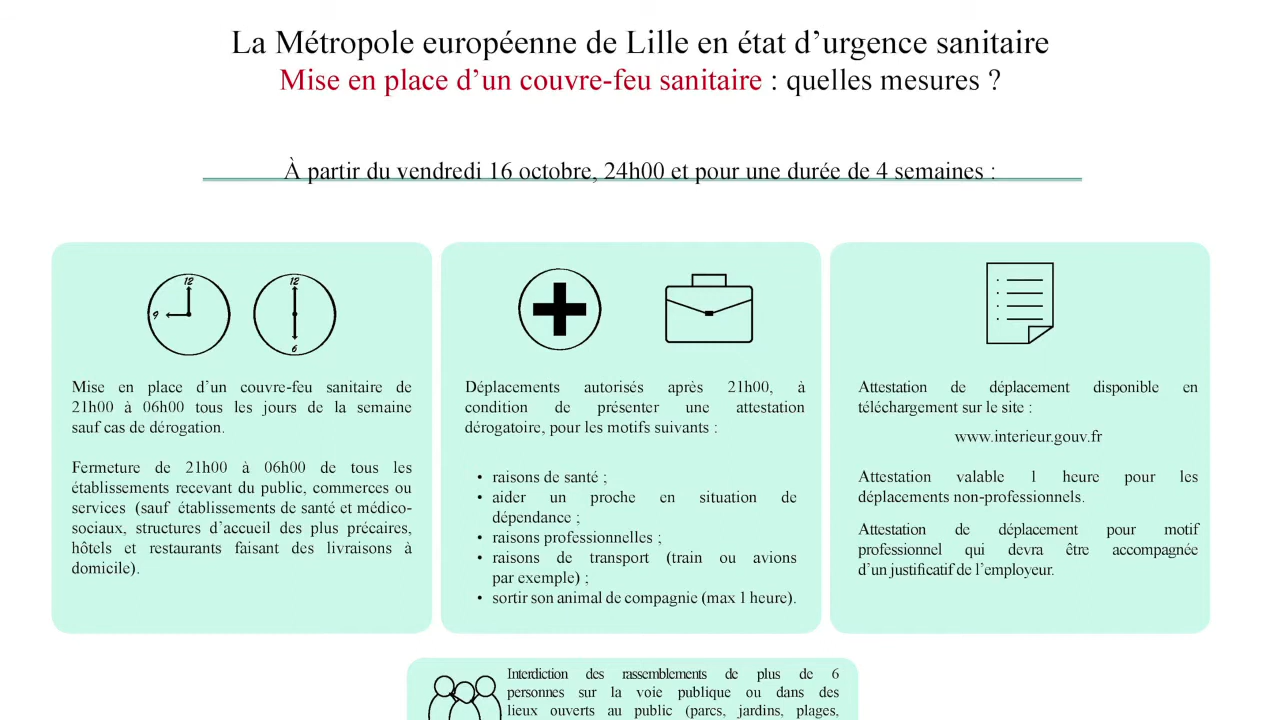 La Métropole européenne de Lille en état d’urgence sanitaire
Mise en place d’un couvre-feu sanitaire : quelles mesures ?
À partir du vendredi 16 octobre, 24h00 et pour une durée de 4 semaines :
12
9
12
6
Mise en place d’un couvre-feu sanitaire de
21h00 à 06h00 tous les jours de la semaine
sauf cas de dérogation.
Fermeture de 21h00 à 06h00 de tous les
établissements recevant du public, commerces ou
services (sauf établissements de santé et médico-
sociaux, structures d’accueil des plus précaires,
hôtels et restaurants faisant des livraisons à
domicile).
Déplacements autorisés après 21h00, à
condition de présenter une attestation
dérogatoire, pour les motifs suivants :
• raisons de santé ;
• aider un proche en situation de
dépendance ;
• raisons professionnelles ;
• raisons de transport (train ou avions
par exemple) ;
• sortir son animal de compagnie (max 1 heure).
Attestation de déplacement disponible en
téléchargement sur le site :
www.interieur.gouv.fr
Attestation valable 1 heure pour les
déplacements non-professionnels.
Attestation de déplacement pour motif
professionnel qui devra être accompagnée
d’un justificatif de l’employeur.
Interdiction des rassemblements de plus de 6
personnes sur la voie publique ou dans des
lieux ouverts au public (parcs, jardins, plages,